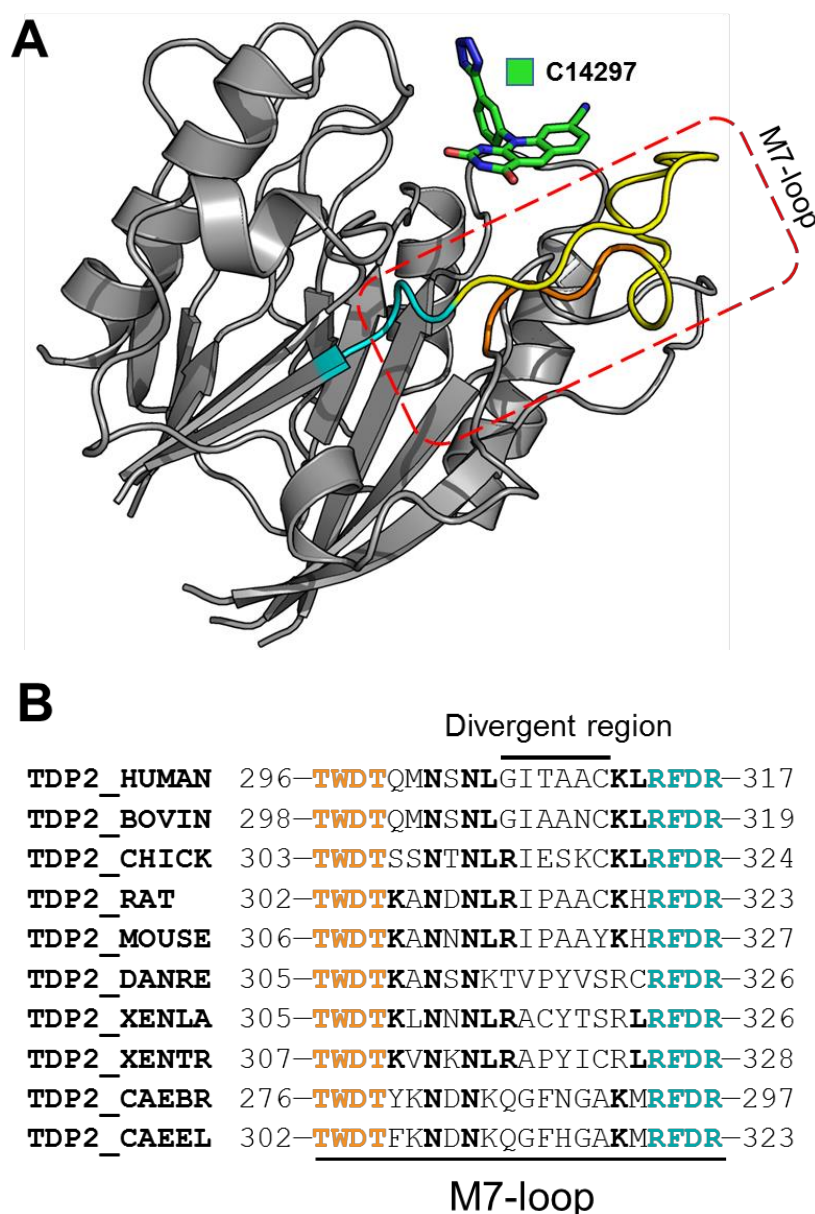 A
C14297
M7-loop
B
Divergent region
TDP2_HUMAN 296—TWDTQMNSNLGITAACKLRFDR—317
TDP2_BOVIN 298—TWDTQMNSNLGIAANCKLRFDR—319
TDP2_CHICK 303—TWDTSSNTNLRIESKCKLRFDR—324
TDP2_RAT 302—TWDTKANDNLRIPAACKHRFDR—323
TDP2_MOUSE 306—TWDTKANNNLRIPAAYKHRFDR—327
TDP2_DANRE 305—TWDTKANSNKTVPYVSRCRFDR—326
TDP2_XENLA 305—TWDTKLNNNLRACYTSRLRFDR—326
TDP2_XENTR 307—TWDTKVNKNLRAPYICRLRFDR—328
TDP2_CAEBR 276—TWDTYKNDNKQGFNGAKMRFDR—297
TDP2_CAEEL 302—TWDTFKNDNKQGFHGAKMRFDR—323
M7-loop